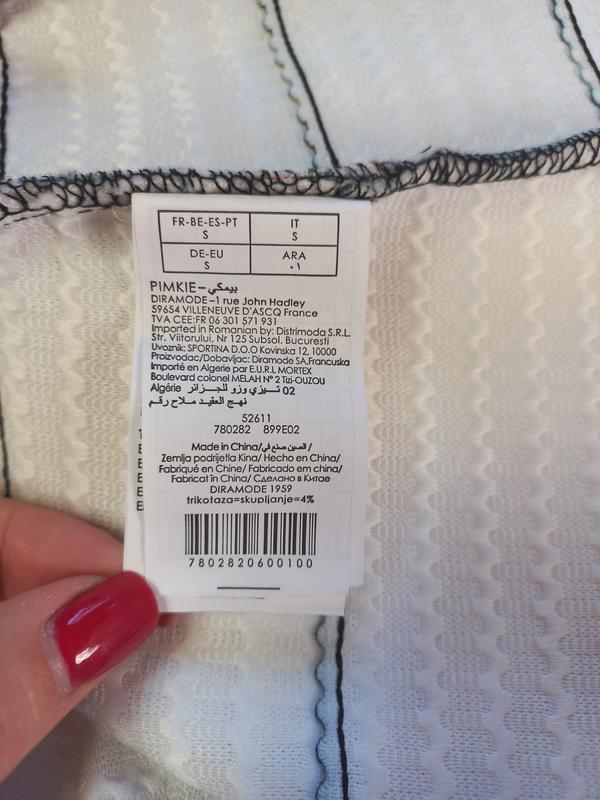 FR-BE-ES-PT
S
IT
S
DE-EU
S
ARA
٠١
PIMKIE-بيمكي
DIRAMODE-1 rue John Hadley
59654 VILLENEUVE D'ASCQ France
TVA CEE:FR 06 301 571 931
Imported in Romanian by: Distrimoda S.R.L.
Str. Viitorului, Nr 125 Subsol. Bucuresti
Uvoznik: SPORTINA D.O.O Kovinska 12, 10000
Proizvodac/Dobavljac: Diramode SA,Francuska
Importé en Algerie par E.U.R.L MORTEX
Boulevard colonel MELAH N° 2 Tizi-OUZOU
Algérie تيزي وزو للجزائر 02
نهج العقيد ملاح رقم
52611
780282 899E02
Made in China/الصين صنع في/
Zemlja podrijetla Kina/ Hecho en China/
Fabriqué en Chine/ Fabricado em china/
Fabricat în China/ Сделано в Китае
DIRAMODE 1959
trikotaza=skupljanje=4%
7802820600100